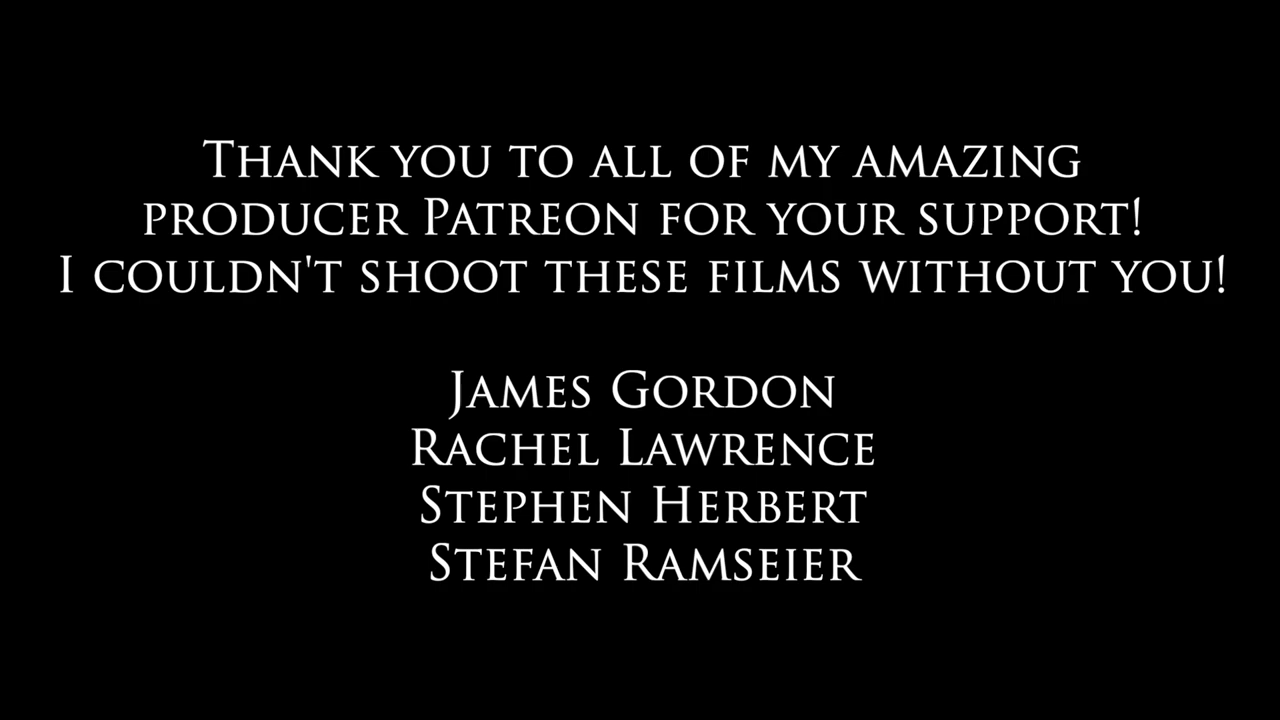 Thank you to all of my amazing
producer Patreon for your support!
I couldn't shoot these films without you!
James Gordon
Rachel Lawrence
Stephen Herbert
Stefan Ramseier